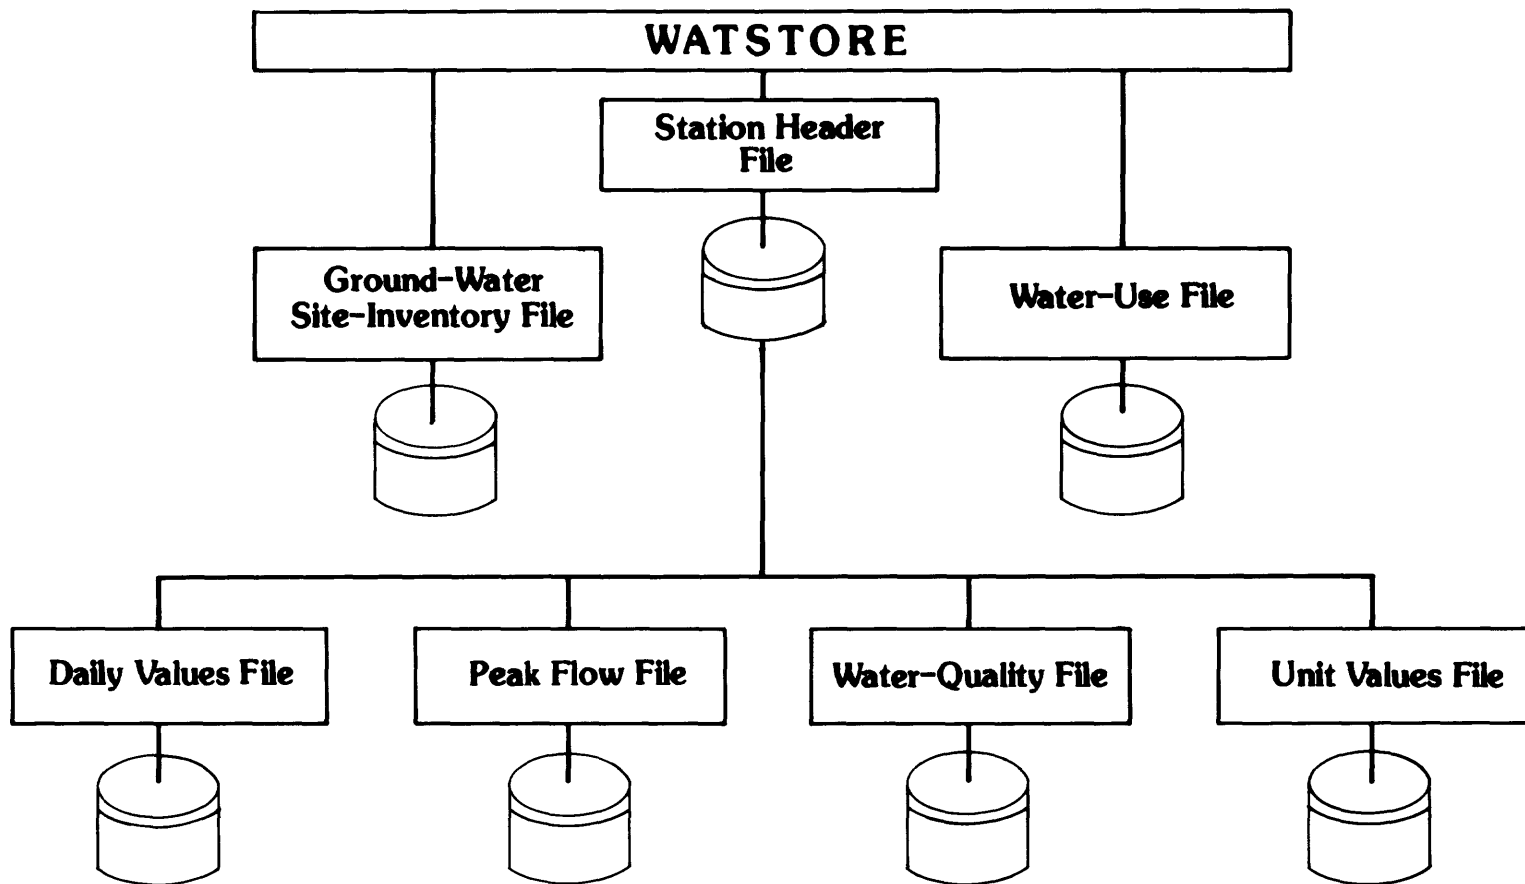 WATSTORE
Station Header
File
Ground-Water
Site-Inventory File
Water-Use File
Daily Values File
Peak Flow File
Water-Quality File
Unit Values File